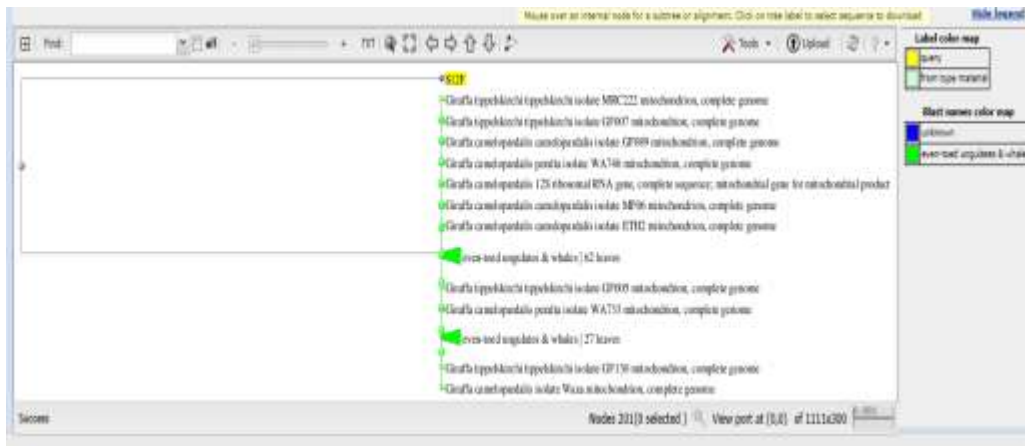 Mouse over an internal node for a subtree or alignment. Click on tree label to select sequence to download
Hide legend
Find:
Tools
Upload
?
Label color map
query
from type material
Blast names color map
unknown
even-toed ungulates & whales
SGF
Giraffa tippelskirchi tippelskirchi isolate MRC222 mitochondrion, complete genome
Giraffa tippelskirchi tippelskirchi isolate GF007 mitochondrion, complete genome
Giraffa camelopardalis camelopardalis isolate GF089 mitochondrion, complete genome
Giraffa camelopardalis peralta isolate WA746 mitochondrion, complete genome
Giraffa camelopardalis 12S ribosomal RNA gene, complete sequence; mitochondrial gene for mitochondrial product
Giraffa camelopardalis camelopardalis isolate MF06 mitochondrion, complete genome
Giraffa camelopardalis camelopardalis isolate ETH2 mitochondrion, complete genome
even-toed ungulates & whales | 62 leaves
Giraffa tippelskirchi tippelskirchi isolate GF005 mitochondrion, complete genome
Giraffa camelopardalis peralta isolate WA733 mitochondrion, complete genome
even-toed ungulates & whales | 27 leaves
Giraffa tippelskirchi tippelskirchi isolate GF150 mitochondrion, complete genome
Giraffa camelopardalis isolate Waza mitochondrion, complete genome
Success
Nodes 201(0 selected ) View port at (0,0) of 1111x300